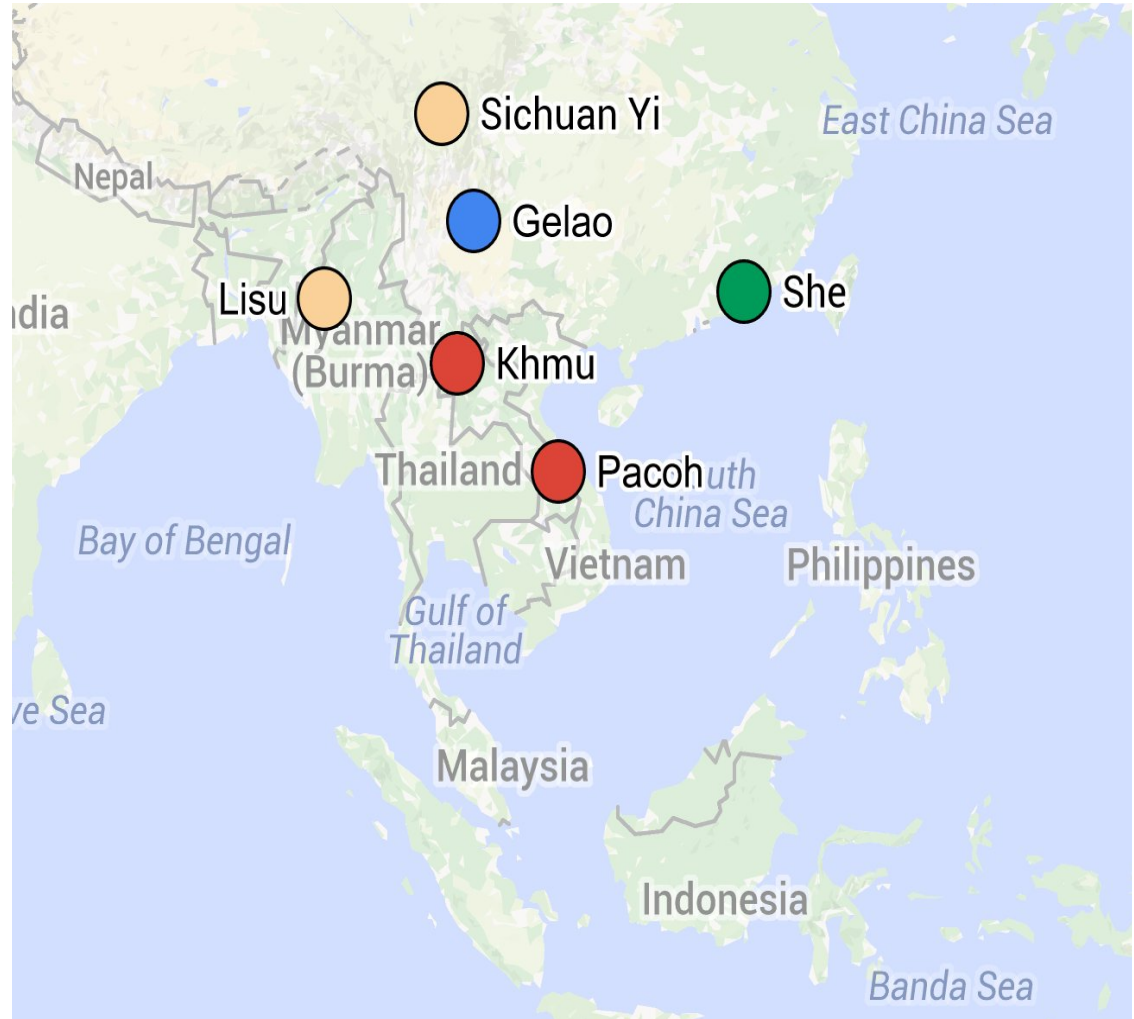 Sichuan Yi
East China Sea
Nepal
Gelao
Lisu
She
dia
Myanmar
(Burma)
Khmu
Thailand
Pacoh
uth
China Sea
Bay of Bengal
Vietnam
Philippines
Gulf of
Thailand
ve Sea
Malaysia
Indonesia
Banda Sea